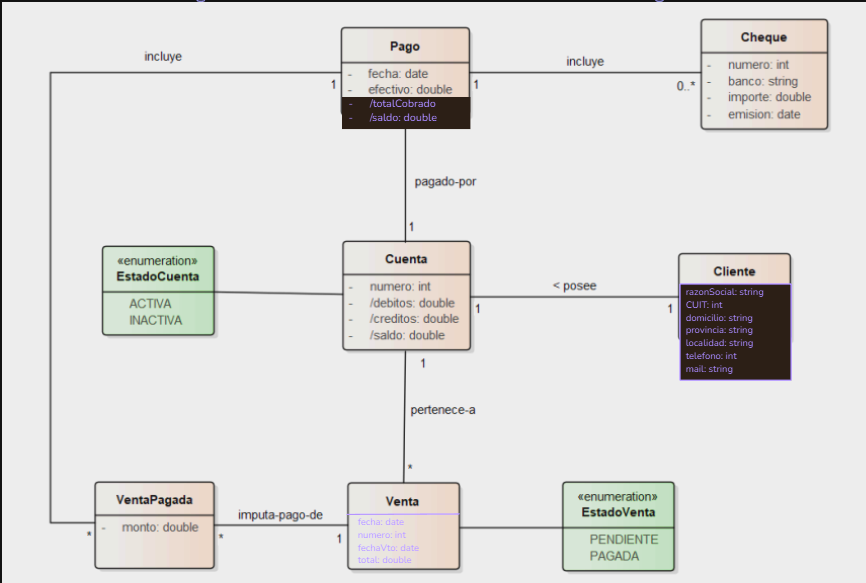 Pago
- fecha: date
- efectivo: double
- /totalCobrado
- /saldo: double
Cheque
- numero: int
- banco: string
- importe: double
- emision: date
incluye
1
1
incluye
0..*
pagado-por
1
«enumeration»
EstadoCuenta
ACTIVA
INACTIVA
Cuenta
- numero: int
- /debitos: double
- /creditos: double
- /saldo: double
< posee
1
1
Cliente
razonSocial: string
CUIT: int
domicilio: string
provincia: string
localidad: string
telefono: int
mail: string
1
pertenece-a
*
VentaPagada
- monto: double
*
imputa-pago-de
*
1
Venta
fecha: date
numero: int
fechaVto: date
total: double
«enumeration»
EstadoVenta
PENDIENTE
PAGADA